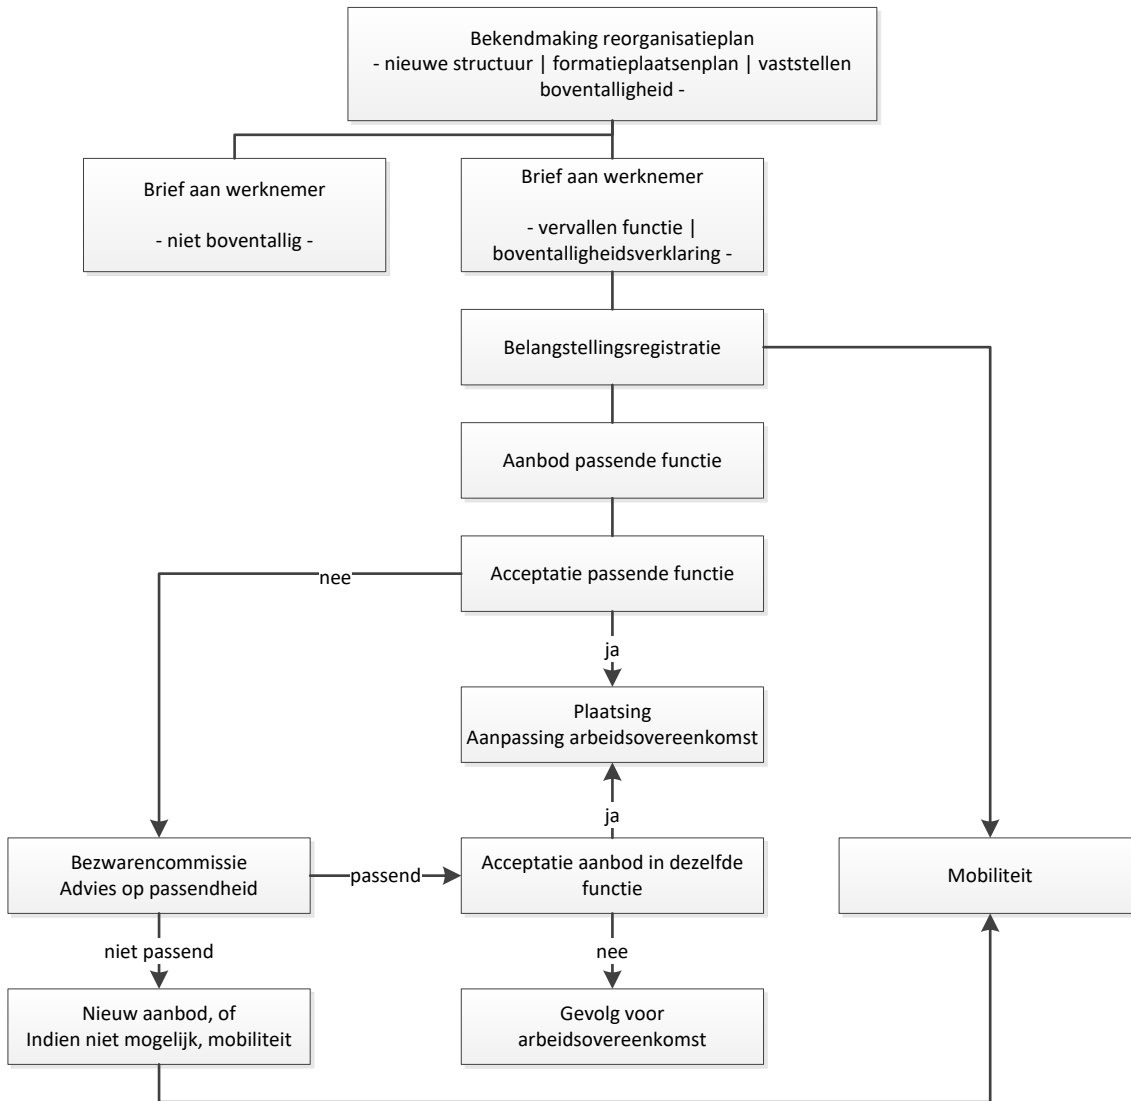 Bekendmaking reorganisatieplan
- nieuwe structuur | formatieplaatsenplan | vaststellen
boventalligheid -
Brief aan werknemer
- niet boventallig -
Brief aan werknemer
- vervallen functie |
boventalligheidsverklaring -
Belangstellingsregistratie
Aanbod passende functie
Acceptatie passende functie
nee
ja
Plaatsing
Aanpassing arbeidsovereenkomst
ja
Bezwarencommissie
Advies op passendheid
passend
Acceptatie aanbod in dezelfde
functie
Mobiliteit
niet passend
nee
Nieuw aanbod, of
Indien niet mogelijk, mobiliteit
Gevolg voor
arbeidsovereenkomst